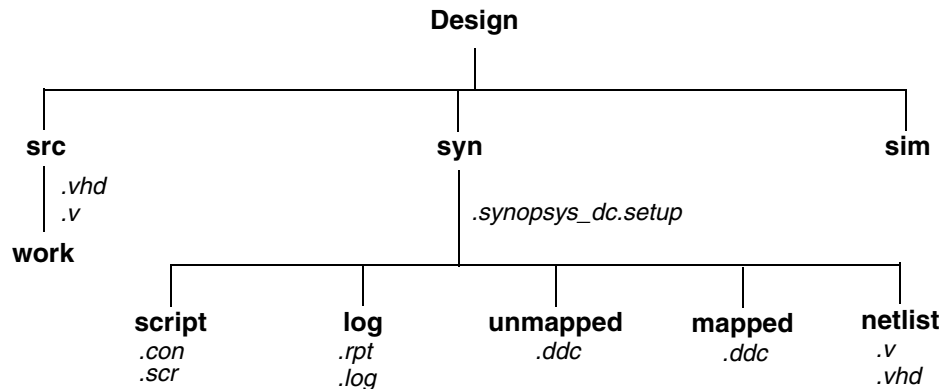 Design
src syn sim
.vhd
.v
.synopsys_dc.setup
work
script log unmapped mapped netlist
.con .rpt .ddc .ddc .v
.scr .log .vhd